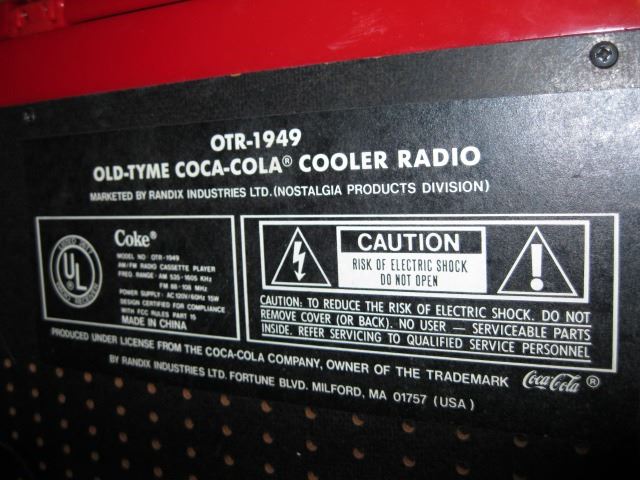 OTR-1949
OLD-TYME COCA-COLA® COOLER RADIO
MARKETED BY RANDIX INDUSTRIES LTD. (NOSTALGIA PRODUCTS DIVISION)
UL
Coke®
MODEL NO OTR-1949
AM/FM RADIO CASSETTE PLAYER
FREQ. RANGE - AM 535-1605 KHz
FM 88-108 MHz
POWER SUPPLY: AC 120V/60Hz 15W
DESIGN CERTIFIED FOR COMPLIANCE
WITH FCC RULES PART 15
MADE IN CHINA
CAUTION
RISK OF ELECTRIC SHOCK
DO NOT OPEN
!
CAUTION: TO REDUCE THE RISK OF ELECTRIC SHOCK. DO NOT
REMOVE COVER (OR BACK). NO USER — SERVICEABLE PARTS
INSIDE. REFER SERVICING TO QUALIFIED SERVICE PERSONNEL
PRODUCED UNDER LICENSE FROM THE COCA-COLA COMPANY, OWNER OF THE TRADEMARK Coca-Cola ®
BY RANDIX INDUSTRIES LTD. FORTUNE BLVD. MILFORD, MA 01757 (USA)